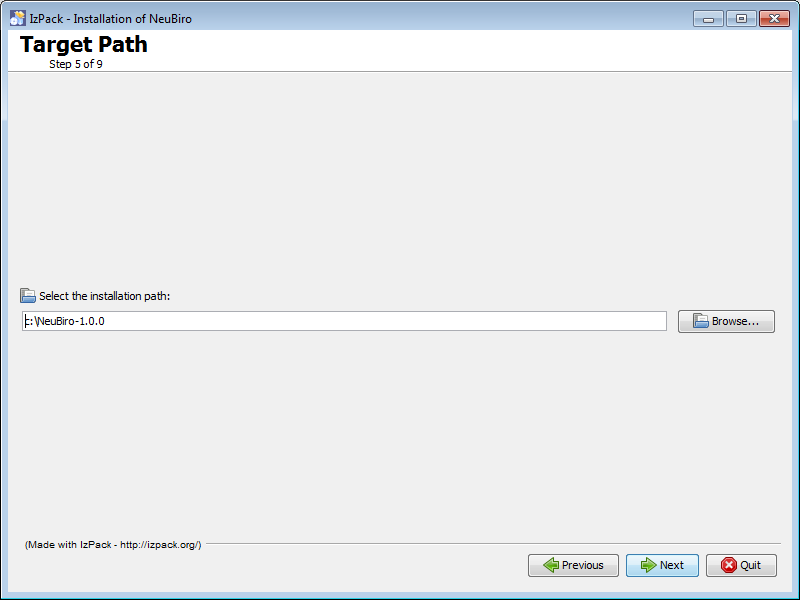 IzPack - Installation of NeuBiro
Target Path
Step 5 of 9
Select the installation path:
c:\NeuBiro-1.0.0
Browse...
(Made with IzPack - http://izpack.org/)
Previous
Next
Quit